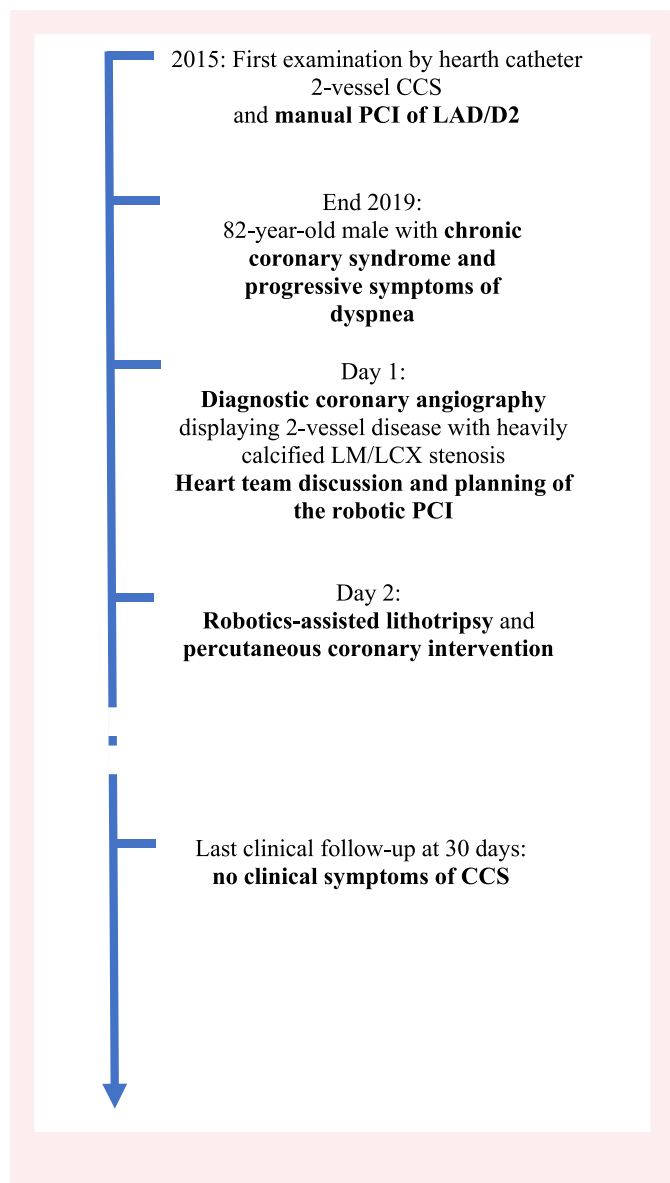 2015: First examination by hearth catheter
2-vessel CCS
and manual PCI of LAD/D2
End 2019:
82-year-old male with chronic
coronary syndrome and
progressive symptoms of
dyspnea
Day 1:
Diagnostic coronary angiography
displaying 2-vessel disease with heavily
calcified LM/LCX stenosis
Heart team discussion and planning of
the robotic PCI
Day 2:
Robotics-assisted lithotripsy and
percutaneous coronary intervention
Last clinical follow-up at 30 days:
no clinical symptoms of CCS